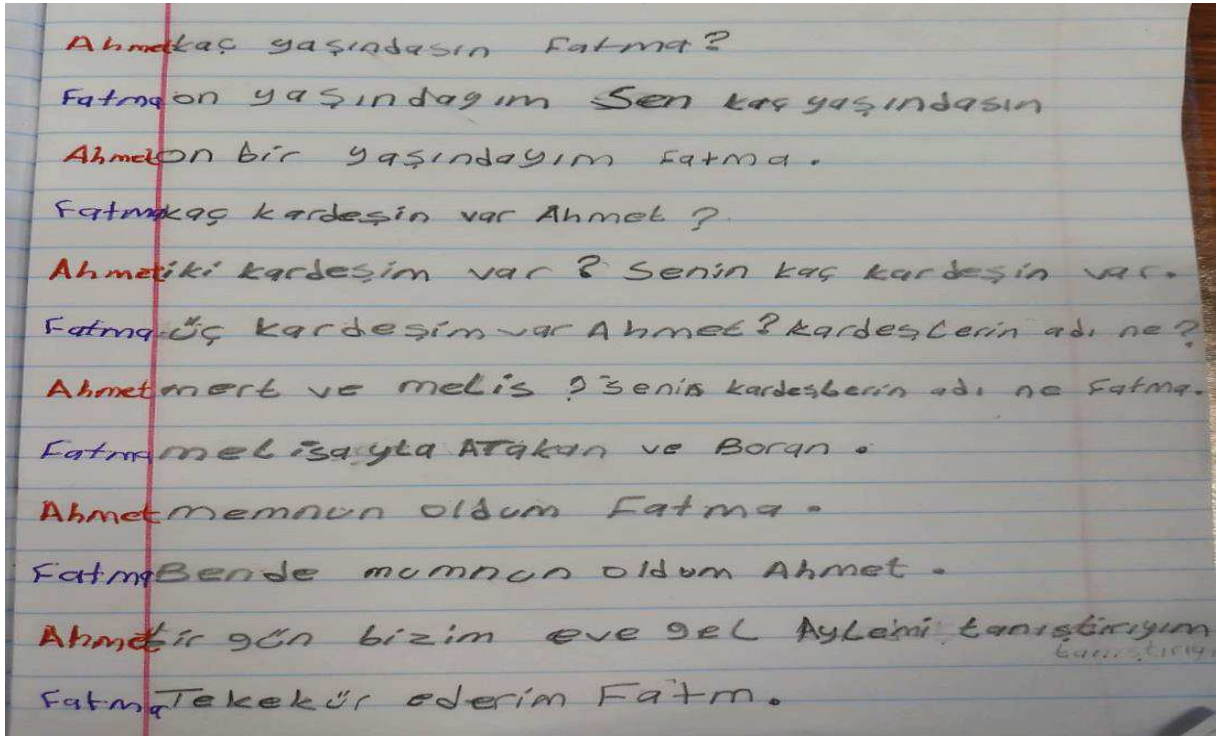 Ahmet kaç yaşındasın Fatma?
Fatma on yaşındayım Sen kaç yaşındasın
Ahmet on bir yaşındayım Fatma.
Fatma kaç kardeşin var Ahmet?
Ahmet iki kardeşim var? Senin kaç kardeşin var.
Fatma üç kardeşim var Ahmet? kardeşlerin adı ne?
Ahmet mert ve melis? senin kardeşlerin adı ne Fatma.
Fatma melisayla Atakan ve Boran.
Ahmet memnun oldum Fatma.
Fatma Bende mumnun oldum Ahmet.
Ahmet bir gün bizim eve gel Aylemi tanıştırıyım
Fatma Tekekür ederim Fatm.